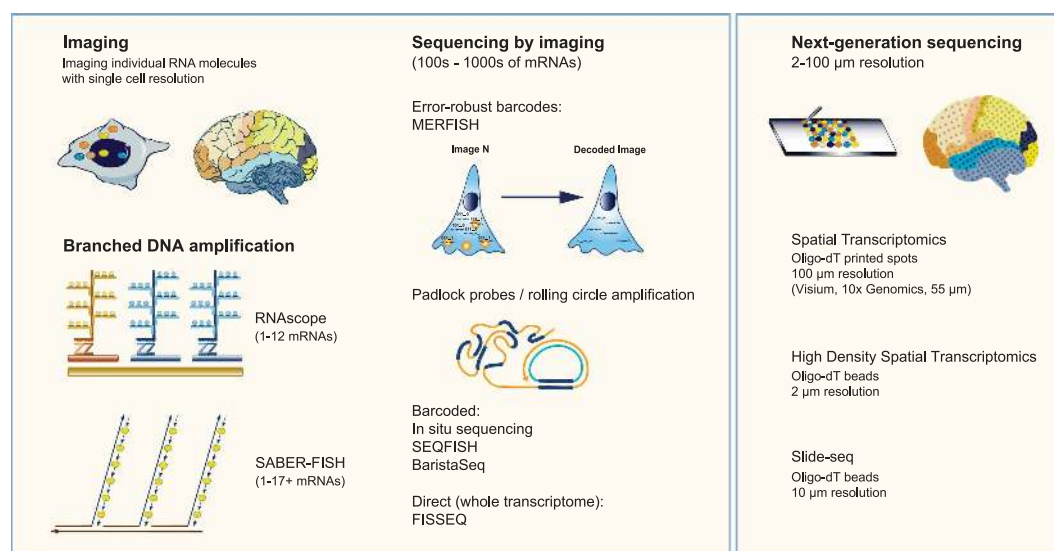 Imaging
Imaging individual RNA molecules
with single cell resolution
Branched DNA amplification
RNAscope
(1-12 mRNAs)
SABER-FISH
(1-17+ mRNAs)
Sequencing by imaging
(100s - 1000s of mRNAs)
Error-robust barcodes:
MERFISH
Image N
Decoded Image
Padlock probes / rolling circle amplification
Barcoded:
In situ sequencing
SEQFISH
BaristaSeq
Direct (whole transcriptome):
FISSEQ
Next-generation sequencing
2-100 µm resolution
Spatial Transcriptomics
Oligo-dT printed spots
100 µm resolution
(Visium, 10x Genomics, 55 µm)
High Density Spatial Transcriptomics
Oligo-dT beads
2 µm resolution
Slide-seq
Oligo-dT beads
10 µm resolution